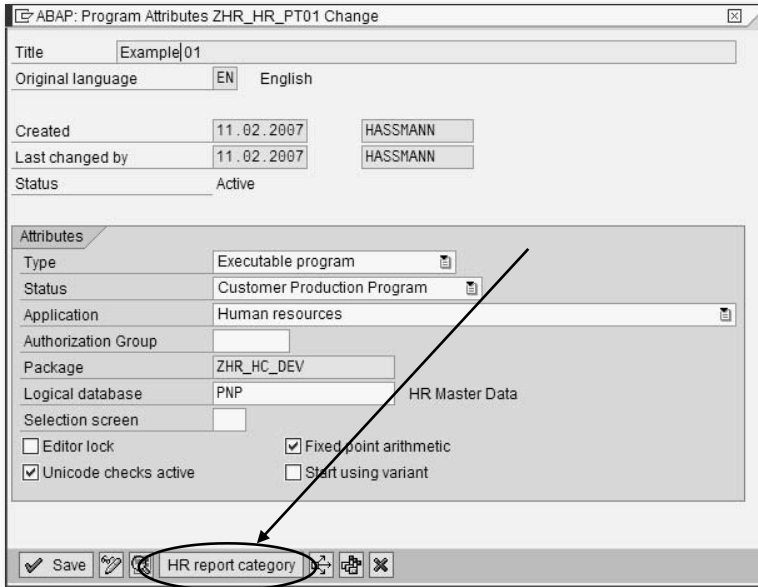 ABAP: Program Attributes ZHR_HR_PT01 Change
Title Example 01
Original language EN English
Created 11.02.2007 HASSMANN
Last changed by 11.02.2007 HASSMANN
Status Active
Attributes
Type Executable program
Status Customer Production Program
Application Human resources
Authorization Group
Package ZHR_HC_DEV
Logical database PNP HR Master Data
Selection screen
Editor lock Fixed point arithmetic
Unicode checks active Start using variant
Save HR report category